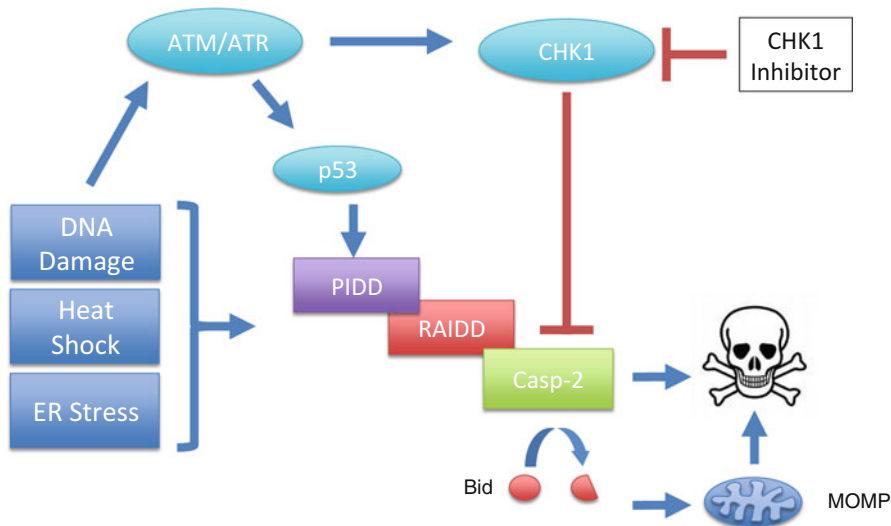 ATM/ATR
CHK1
CHK1
Inhibitor
p53
DNA
Damage
PIDD
Heat
Shock
RAIDD
Casp-2
ER Stress
Bid
MOMP